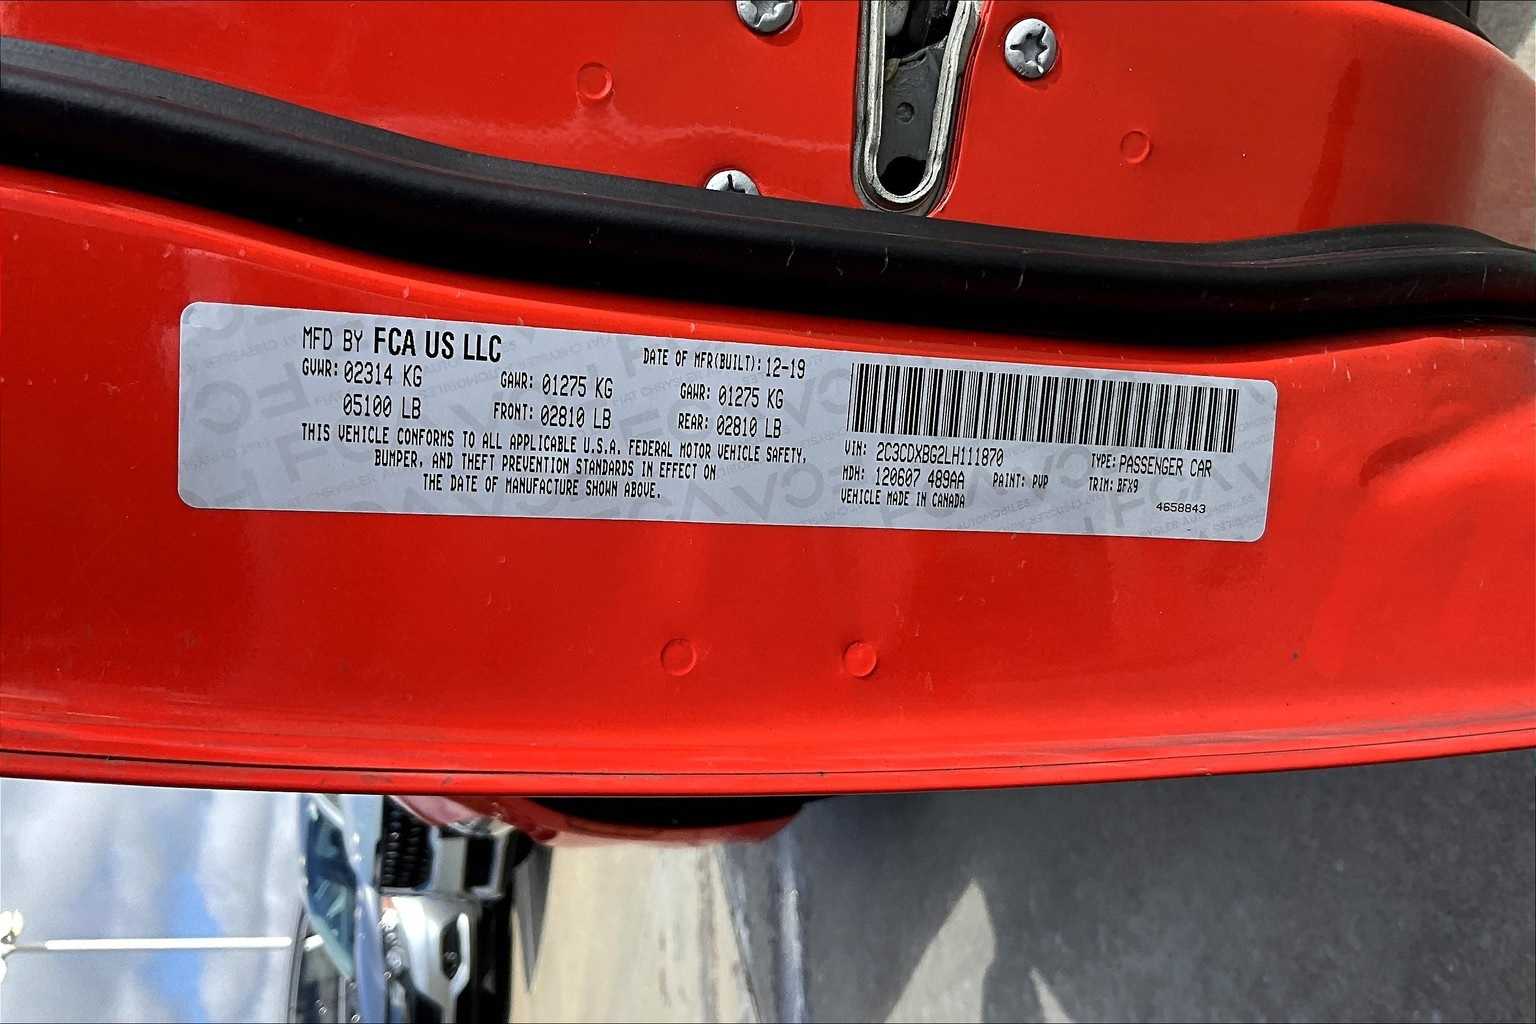 MFD BY FCA US LLC
DATE OF MFR(BUILT): 12-19
GVWR: 02314 KG GAWR: 01275 KG GAWR: 01275 KG
05100 LB FRONT: 02810 LB REAR: 02810 LB
THIS VEHICLE CONFORMS TO ALL APPLICABLE U.S.A. FEDERAL MOTOR VEHICLE SAFETY,
BUMPER, AND THEFT PREVENTION STANDARDS IN EFFECT ON
THE DATE OF MANUFACTURE SHOWN ABOVE.
VIN: 2C3CDXBG2LH111870 TYPE: PASSENGER CAR
MDH: 120607 489AA PAINT: PVP TRIM: BFX9
VEHICLE MADE IN CANADA 4658843